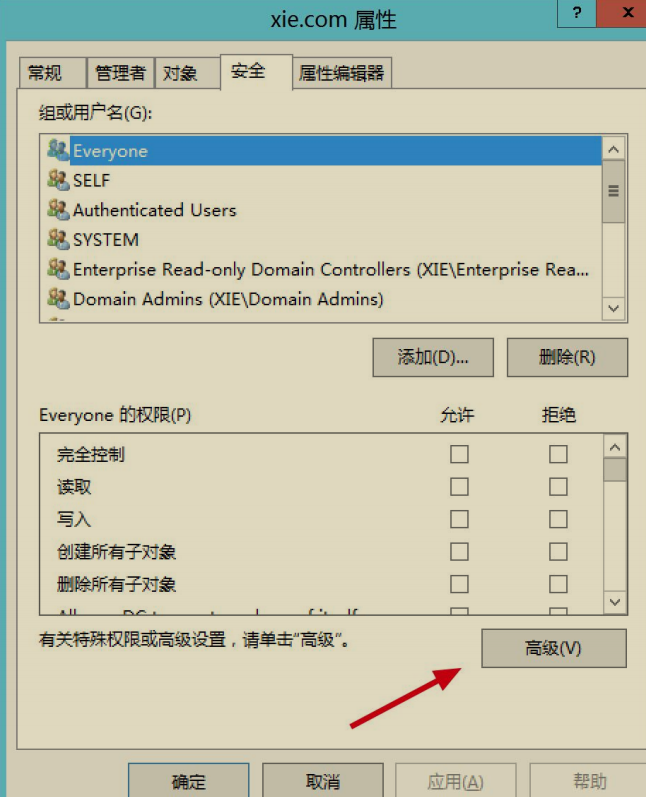 xie.com 属性
?
x
常规 管理者 对象 安全 属性编辑器
组或用户名(G):
Everyone
SELF
Authenticated Users
SYSTEM
Enterprise Read-only Domain Controllers (XIE\Enterprise Rea...
Domain Admins (XIE\Domain Admins)
添加(D)... 删除(R)
Everyone 的权限(P) 允许 拒绝
完全控制
读取
写入
创建所有子对象
删除所有子对象
有关特殊权限或高级设置，请单击“高级”。
高级(V)
确定 取消 应用(A) 帮助